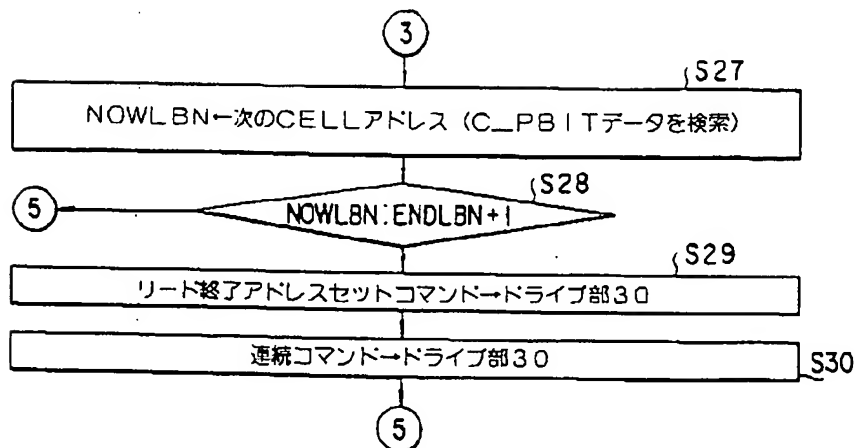 3
S27
NOWLBN←次のCELLアドレス (C_PBITデータを検索)
S28
5
NOWLBN:ENDLBN+1
S29
リード終了アドレスセットコマンド→ドライブ部30
連続コマンド→ドライブ部30
S30
5